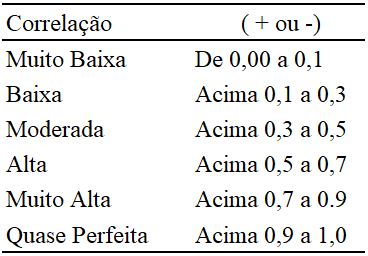 Correlação ( + ou -)
Muito Baixa De 0,00 a 0,1
Baixa Acima 0,1 a 0,3
Moderada Acima 0,3 a 0,5
Alta Acima 0,5 a 0,7
Muito Alta Acima 0,7 a 0.9
Quase Perfeita Acima 0,9 a 1,0